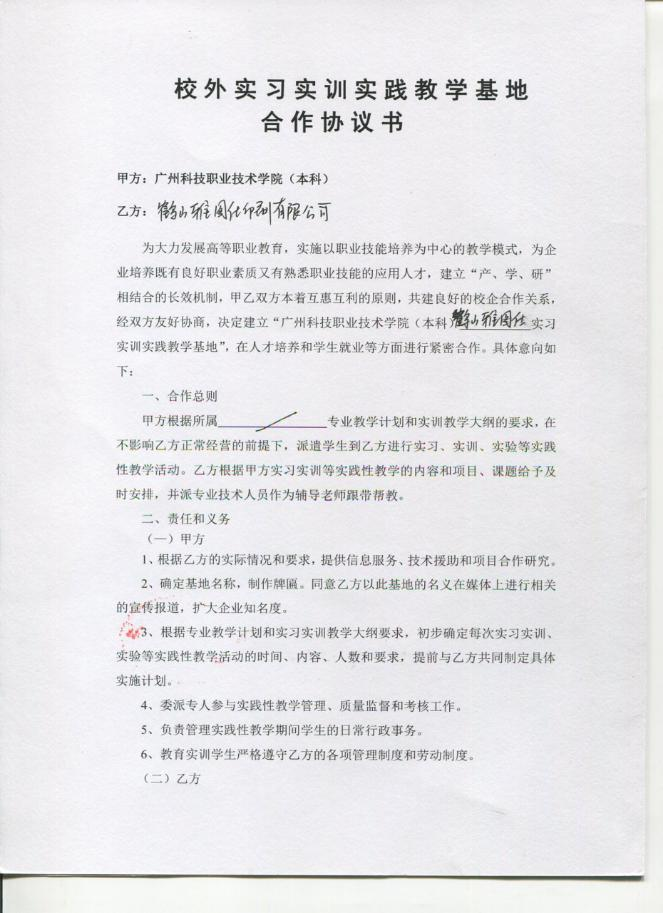 校外实习实训实践教学基地
合作协议书
甲方：广州科技职业技术学院（本科）
乙方：鹤山雅图仕印刷有限公司
为大力发展高等职业教育，实施以职业技能培养为中心的教学模式，为企
业培养既有良好职业素质又有熟悉职业技能的应用人才，建立“产、学、研”
相结合的长效机制，甲乙双方本着互惠互利的原则，共建良好的校企合作关系，
经双方友好协商，决定建立“广州科技职业技术学院（本科）鹤山雅图仕实习
实训实践教学基地”，在人才培养和学生就业等方面进行紧密合作。具体意向如
下：
一、合作总则
甲方根据所属 专业教学计划和实训教学大纲的要求，在
不影响乙方正常经营的前提下，派遣学生到乙方进行实习、实训、实验等实践
性教学活动。乙方根据甲方实习实训等实践性教学的内容和项目、课题给予及
时安排，并派专业技术人员作为辅导老师跟带帮教。
二、责任和义务
（一）甲方
1、根据乙方的实际情况和要求，提供信息服务、技术援助和项目合作研究。
2、确定基地名称，制作牌匾。同意乙方以此基地的名义在媒体上进行相关
的宣传报道，扩大企业知名度。
3、根据专业教学计划和实习实训教学大纲要求，初步确定每次实习实训、
实验等实践性教学活动的时间、内容、人数和要求，提前与乙方共同制定具体
实施计划。
4、委派专人参与实践性教学管理、质量监督和考核工作。
5、负责管理实践性教学期间学生的日常行政事务。
6、教育实训学生严格遵守乙方的各项管理制度和劳动制度。
（二）乙方